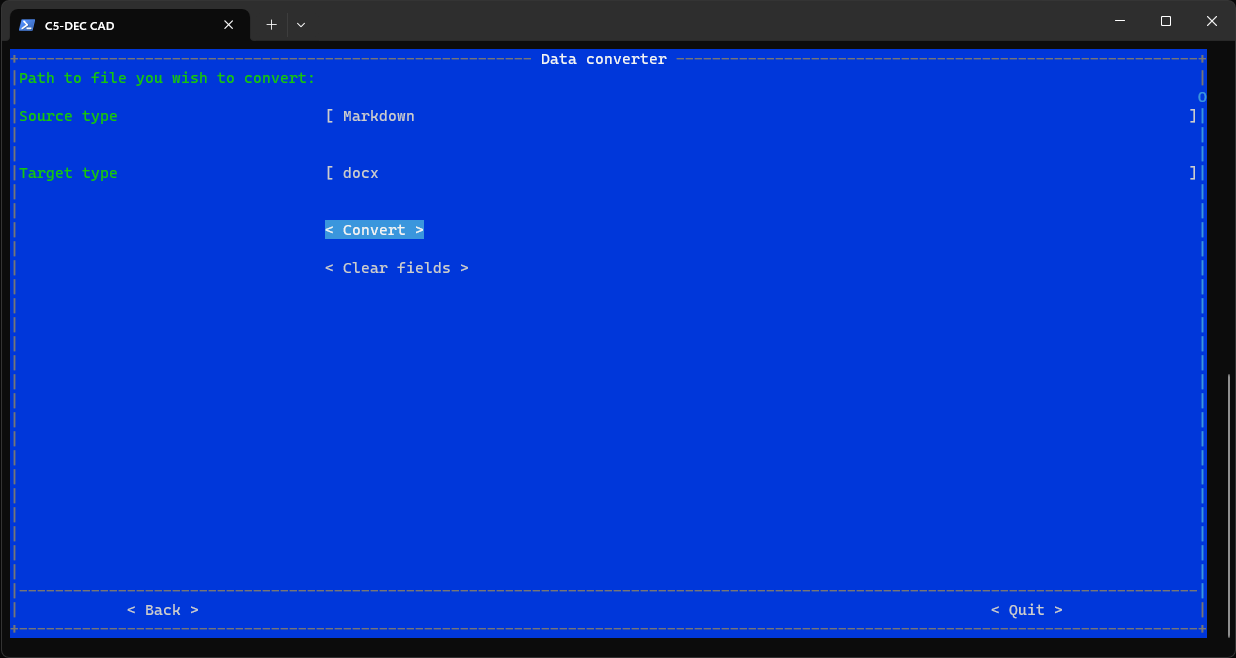 C5-DEC CAD
Data converter
Path to file you wish to convert:
Source type [ Markdown ]
Target type [ docx ]
< Convert >
< Clear fields >
< Back > < Quit >